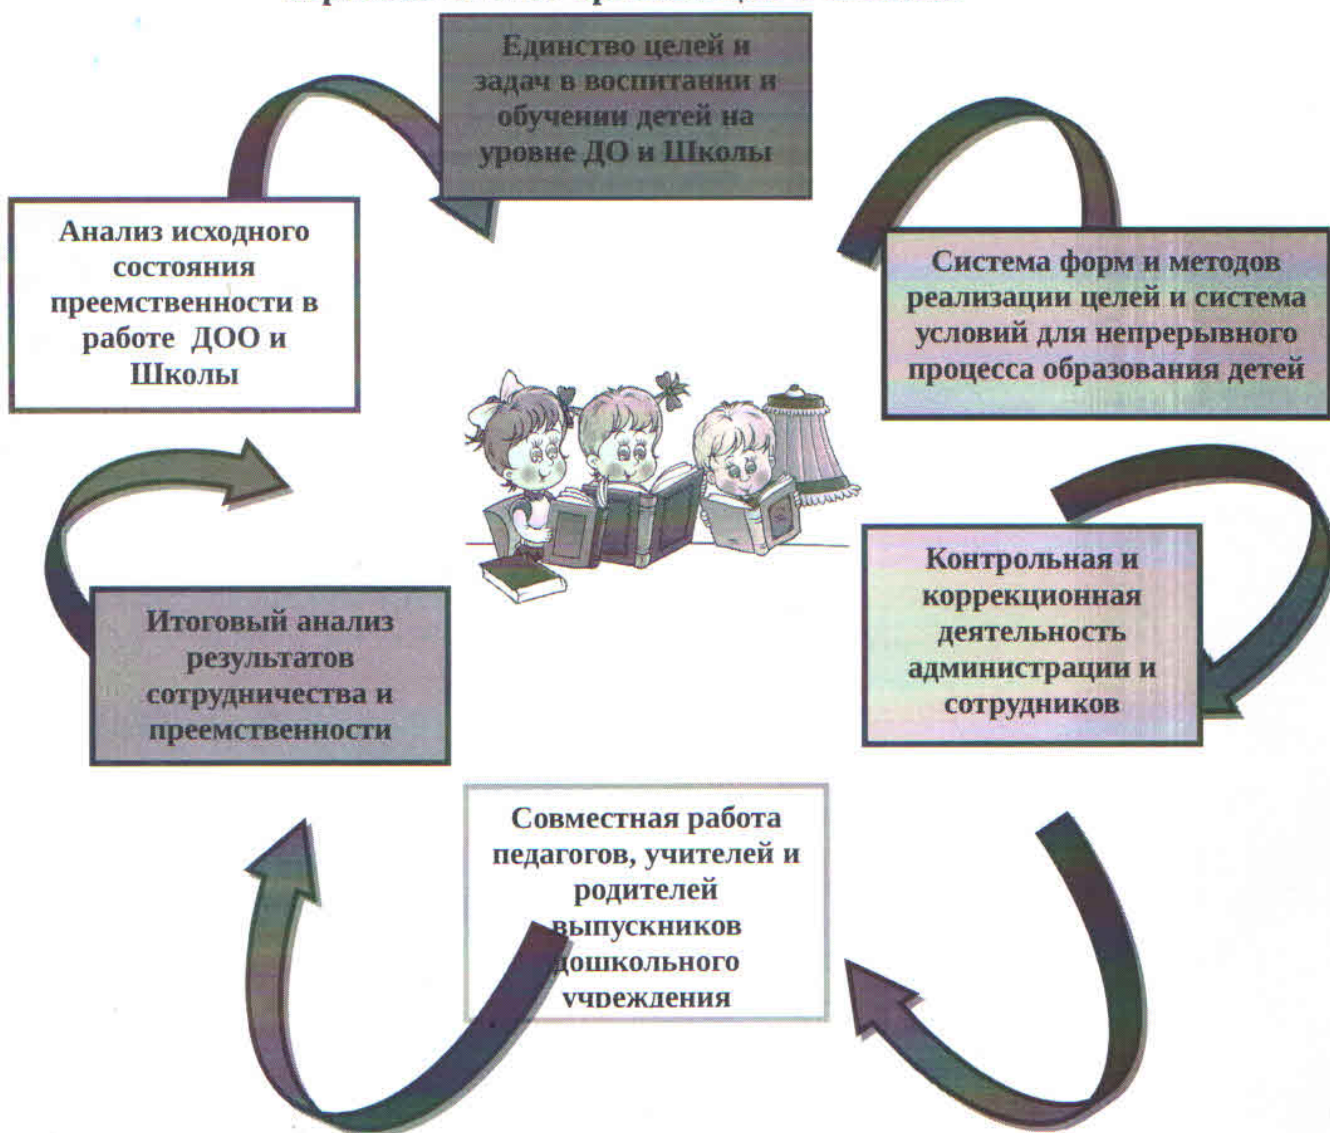 Единство целей и
задач в воспитании и
обучении детей на
уровне ДО и Школы
Анализ исходного
состояния
преемственности в
работе ДОО и
Школы
Система форм и методов
реализации целей и система
условий для непрерывного
процесса образования детей
Контрольная и
коррекционная
деятельность
администрации и
сотрудников
Итоговый анализ
результатов
сотрудничества и
преемственности
Совместная работа
педагогов, учителей и
родителей
выпускников
дошкольного
учреждения